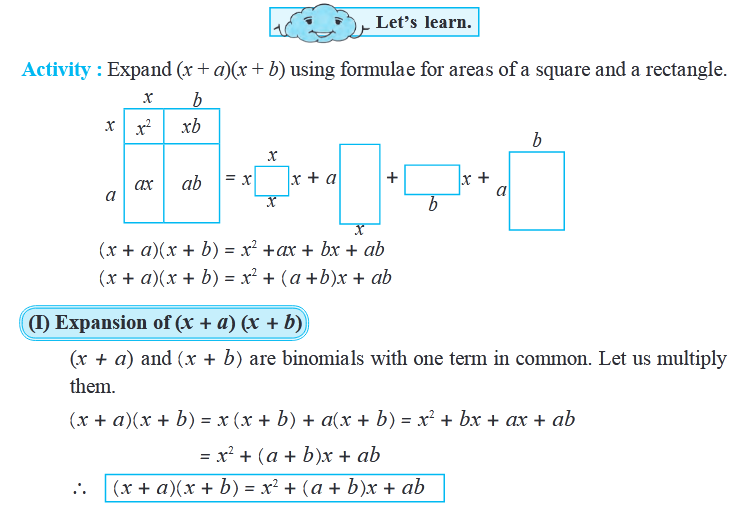 Let's learn.
Activity : Expand (x + a)(x + b) using formulae for areas of a square and a rectangle.
x b
x x² xb
a ax ab
= x x x x + a x + b x + a b
(x + a)(x + b) = x² +ax + bx + ab
(x + a)(x + b) = x² + (a +b)x + ab
(I) Expansion of (x + a) (x + b)
(x + a) and (x + b) are binomials with one term in common. Let us multiply
them.
(x + a)(x + b) = x (x + b) + a(x + b) = x² + bx + ax + ab
= x² + (a + b)x + ab
∴ (x + a)(x + b) = x² + (a + b)x + ab